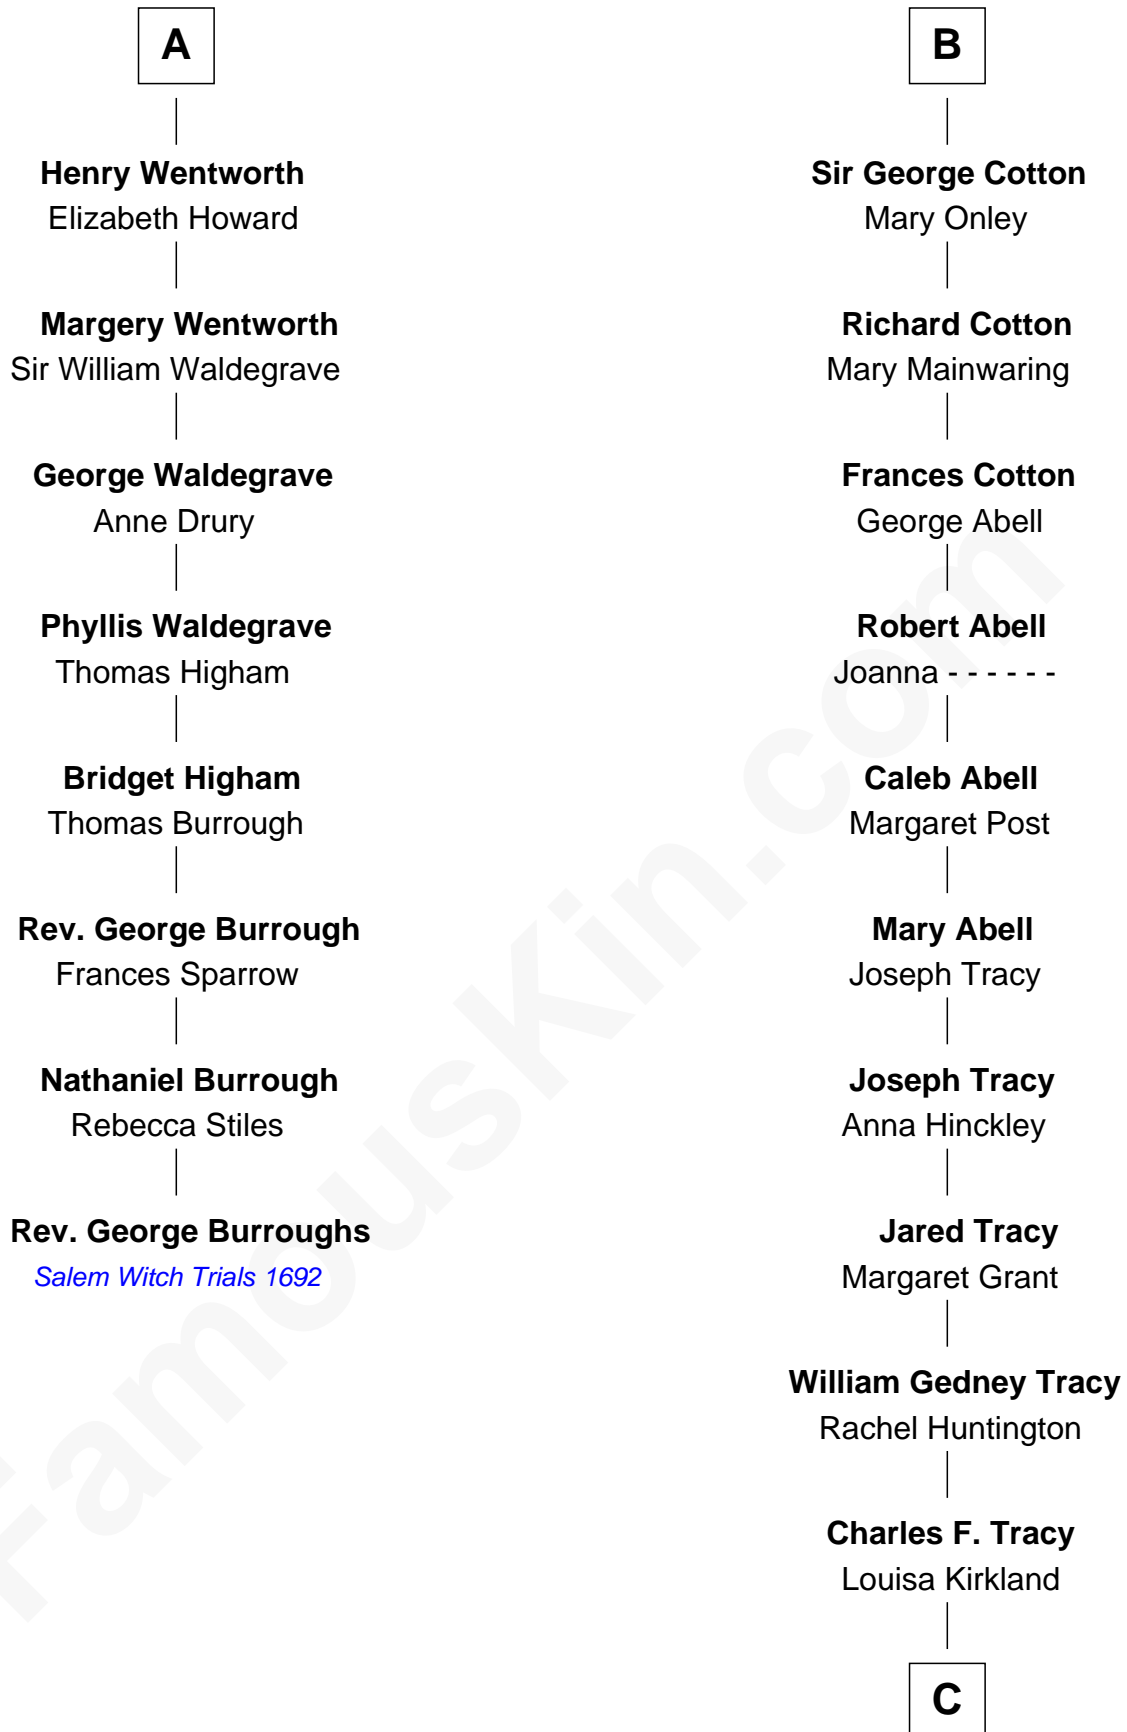 A
Henry Wentworth
Elizabeth Howard
Margery Wentworth
Sir William Waldegrave
George Waldegrave
Anne Drury
Phyllis Waldegrave
Thomas Higham
Bridget Higham
Thomas Burrough
Rev. George Burrough
Frances Sparrow
Nathaniel Burrough
Rebecca Stiles
Rev. George Burroughs
Salem Witch Trials 1692
B
Sir George Cotton
Mary Onley
Richard Cotton
Mary Mainwaring
Frances Cotton
George Abell
Robert Abell
Joanna - - - - - -
Caleb Abell
Margaret Post
Mary Abell
Joseph Tracy
Joseph Tracy
Anna Hinckley
Jared Tracy
Margaret Grant
William Gedney Tracy
Rachel Huntington
Charles F. Tracy
Louisa Kirkland
C
FamousKin.com